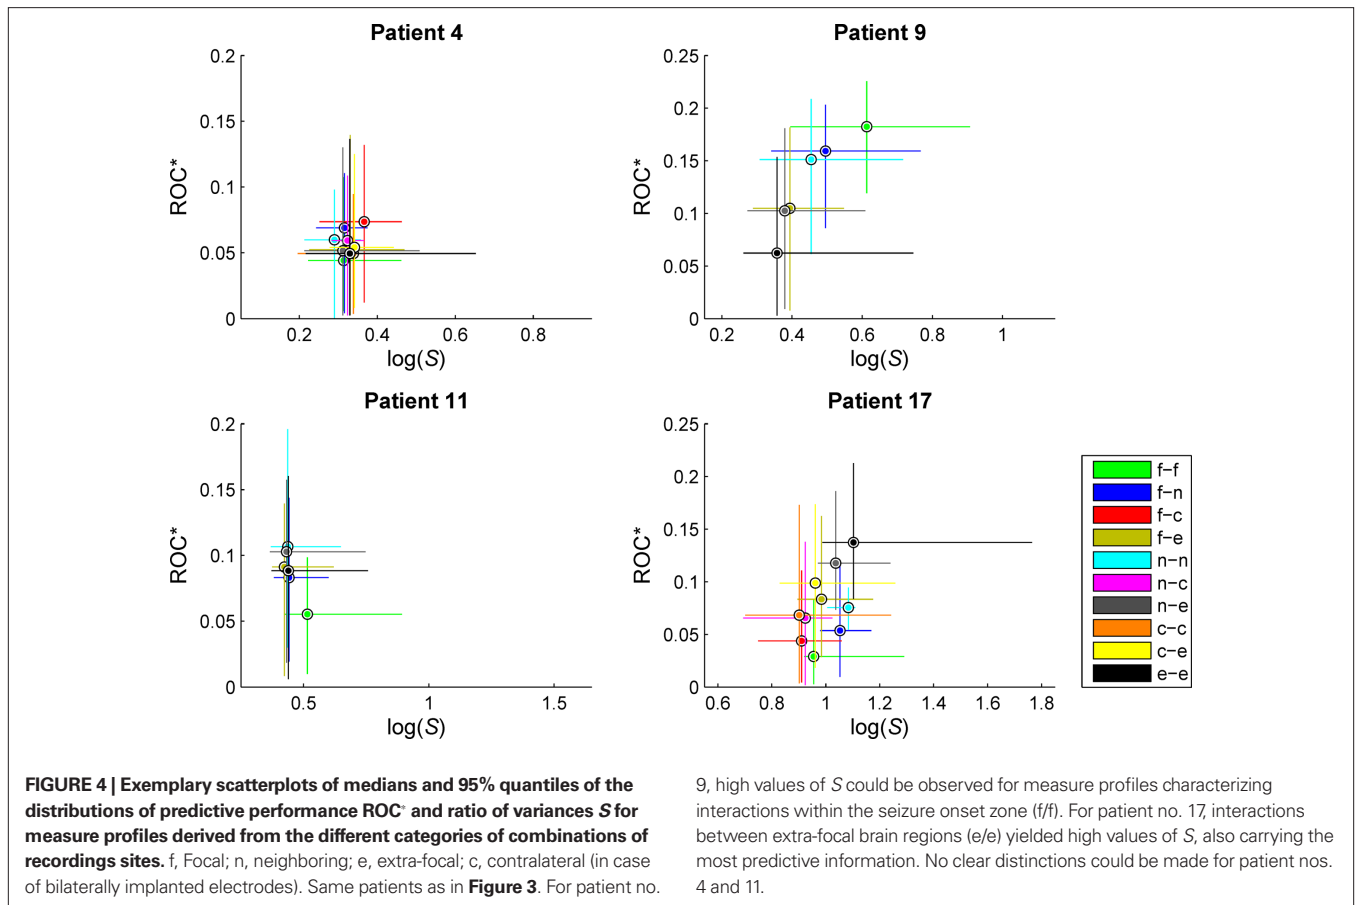 Patient 4
0.2
0.15
0.1
0.05
0
ROC*
0.2
0.4
0.6
0.8
log(S)
Patient 9
0.25
0.2
0.15
0.1
0.05
0
ROC*
0.2
0.4
0.6
0.8
1
log(S)
Patient 11
0.2
0.15
0.1
0.05
0
ROC*
0.5
1
1.5
log(S)
Patient 17
0.25
0.2
0.15
0.1
0.05
0
ROC*
0.6
0.8
1
1.2
1.4
1.6
1.8
log(S)
f−f
f−n
f−c
f−e
n−n
n−c
n−e
c−c
c−e
e−e
FIGURE 4 | Exemplary scatterplots of medians and 95% quantiles of the
distributions of predictive performance ROC* and ratio of variances S for
measure profiles derived from the different categories of combinations of
recordings sites. f, Focal; n, neighboring; e, extra-focal; c, contralateral (in case
of bilaterally implanted electrodes). Same patients as in Figure 3. For patient no.
9, high values of S could be observed for measure profiles characterizing
interactions within the seizure onset zone (f/f). For patient no. 17, interactions
between extra-focal brain regions (e/e) yielded high values of S, also carrying the
most predictive information. No clear distinctions could be made for patient nos.
4 and 11.